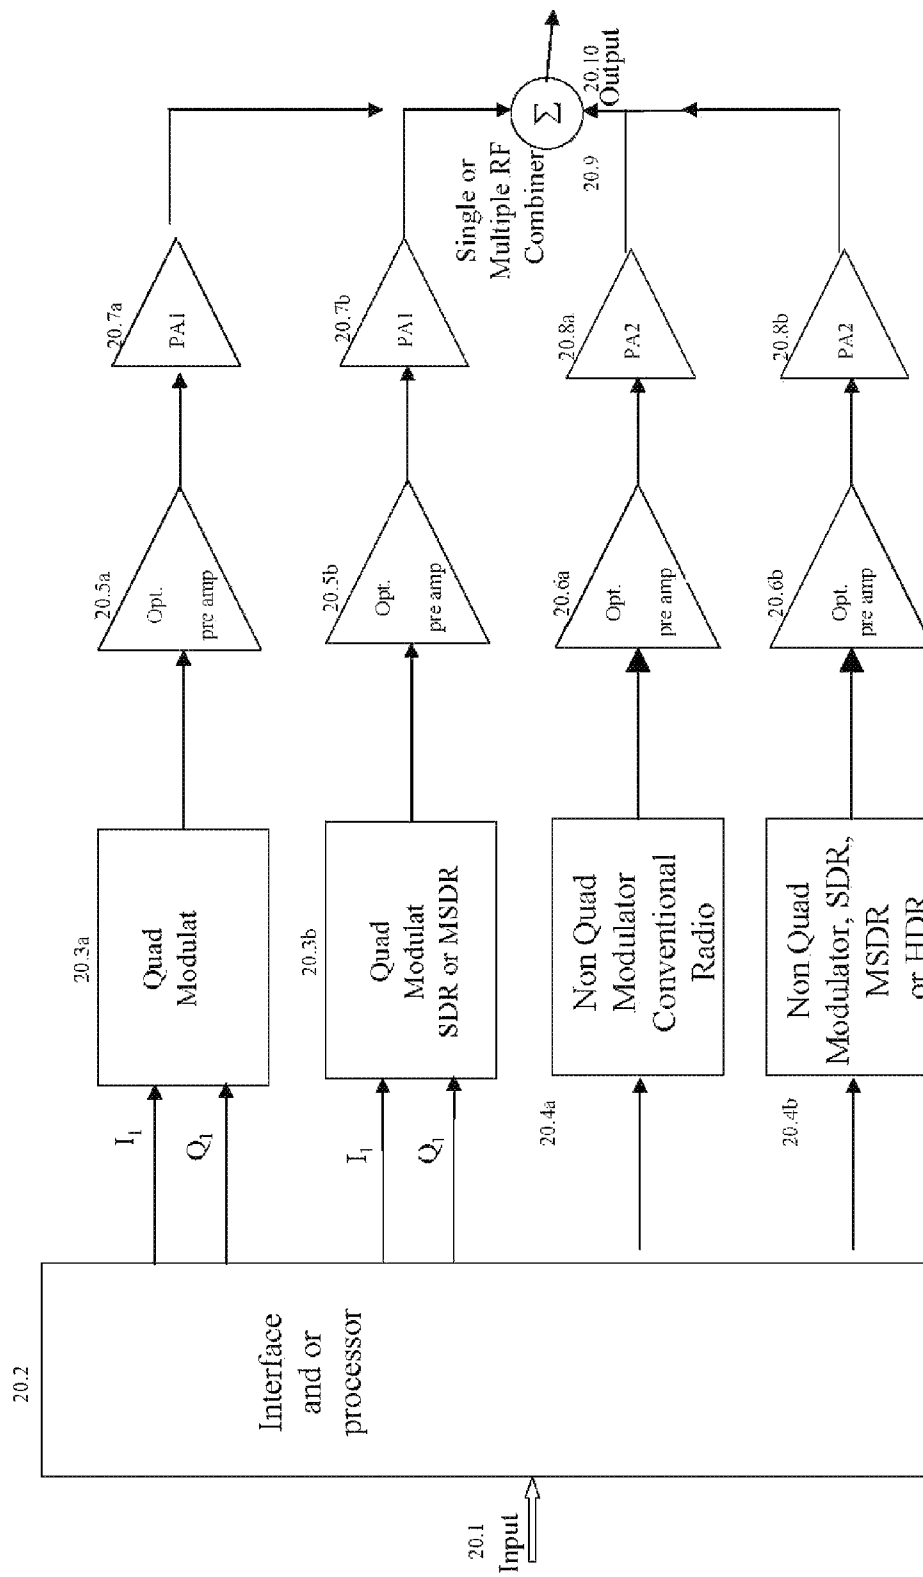 20.1
Input
20.2
Interface
and or
processor
I1
Q1
20.3a
Quad
Modulat
20.5a
Opt.
pre amp
20.7a
PA1
I1
Q1
20.3b
Quad
Modulat
SDR or MSDR
20.5b
Opt.
pre amp
20.7b
PA1
Single or
Multiple RF
Combiner
Σ
20.10
Output
20.9
20.4a
Non Quad
Modulator
Conventional
Radio
20.6a
Opt.
pre amp
20.8a
PA2
20.4b
Non Quad
Modulator, SDR,
MSDR
or HDR
20.6b
Opt.
pre amp
20.8b
PA2